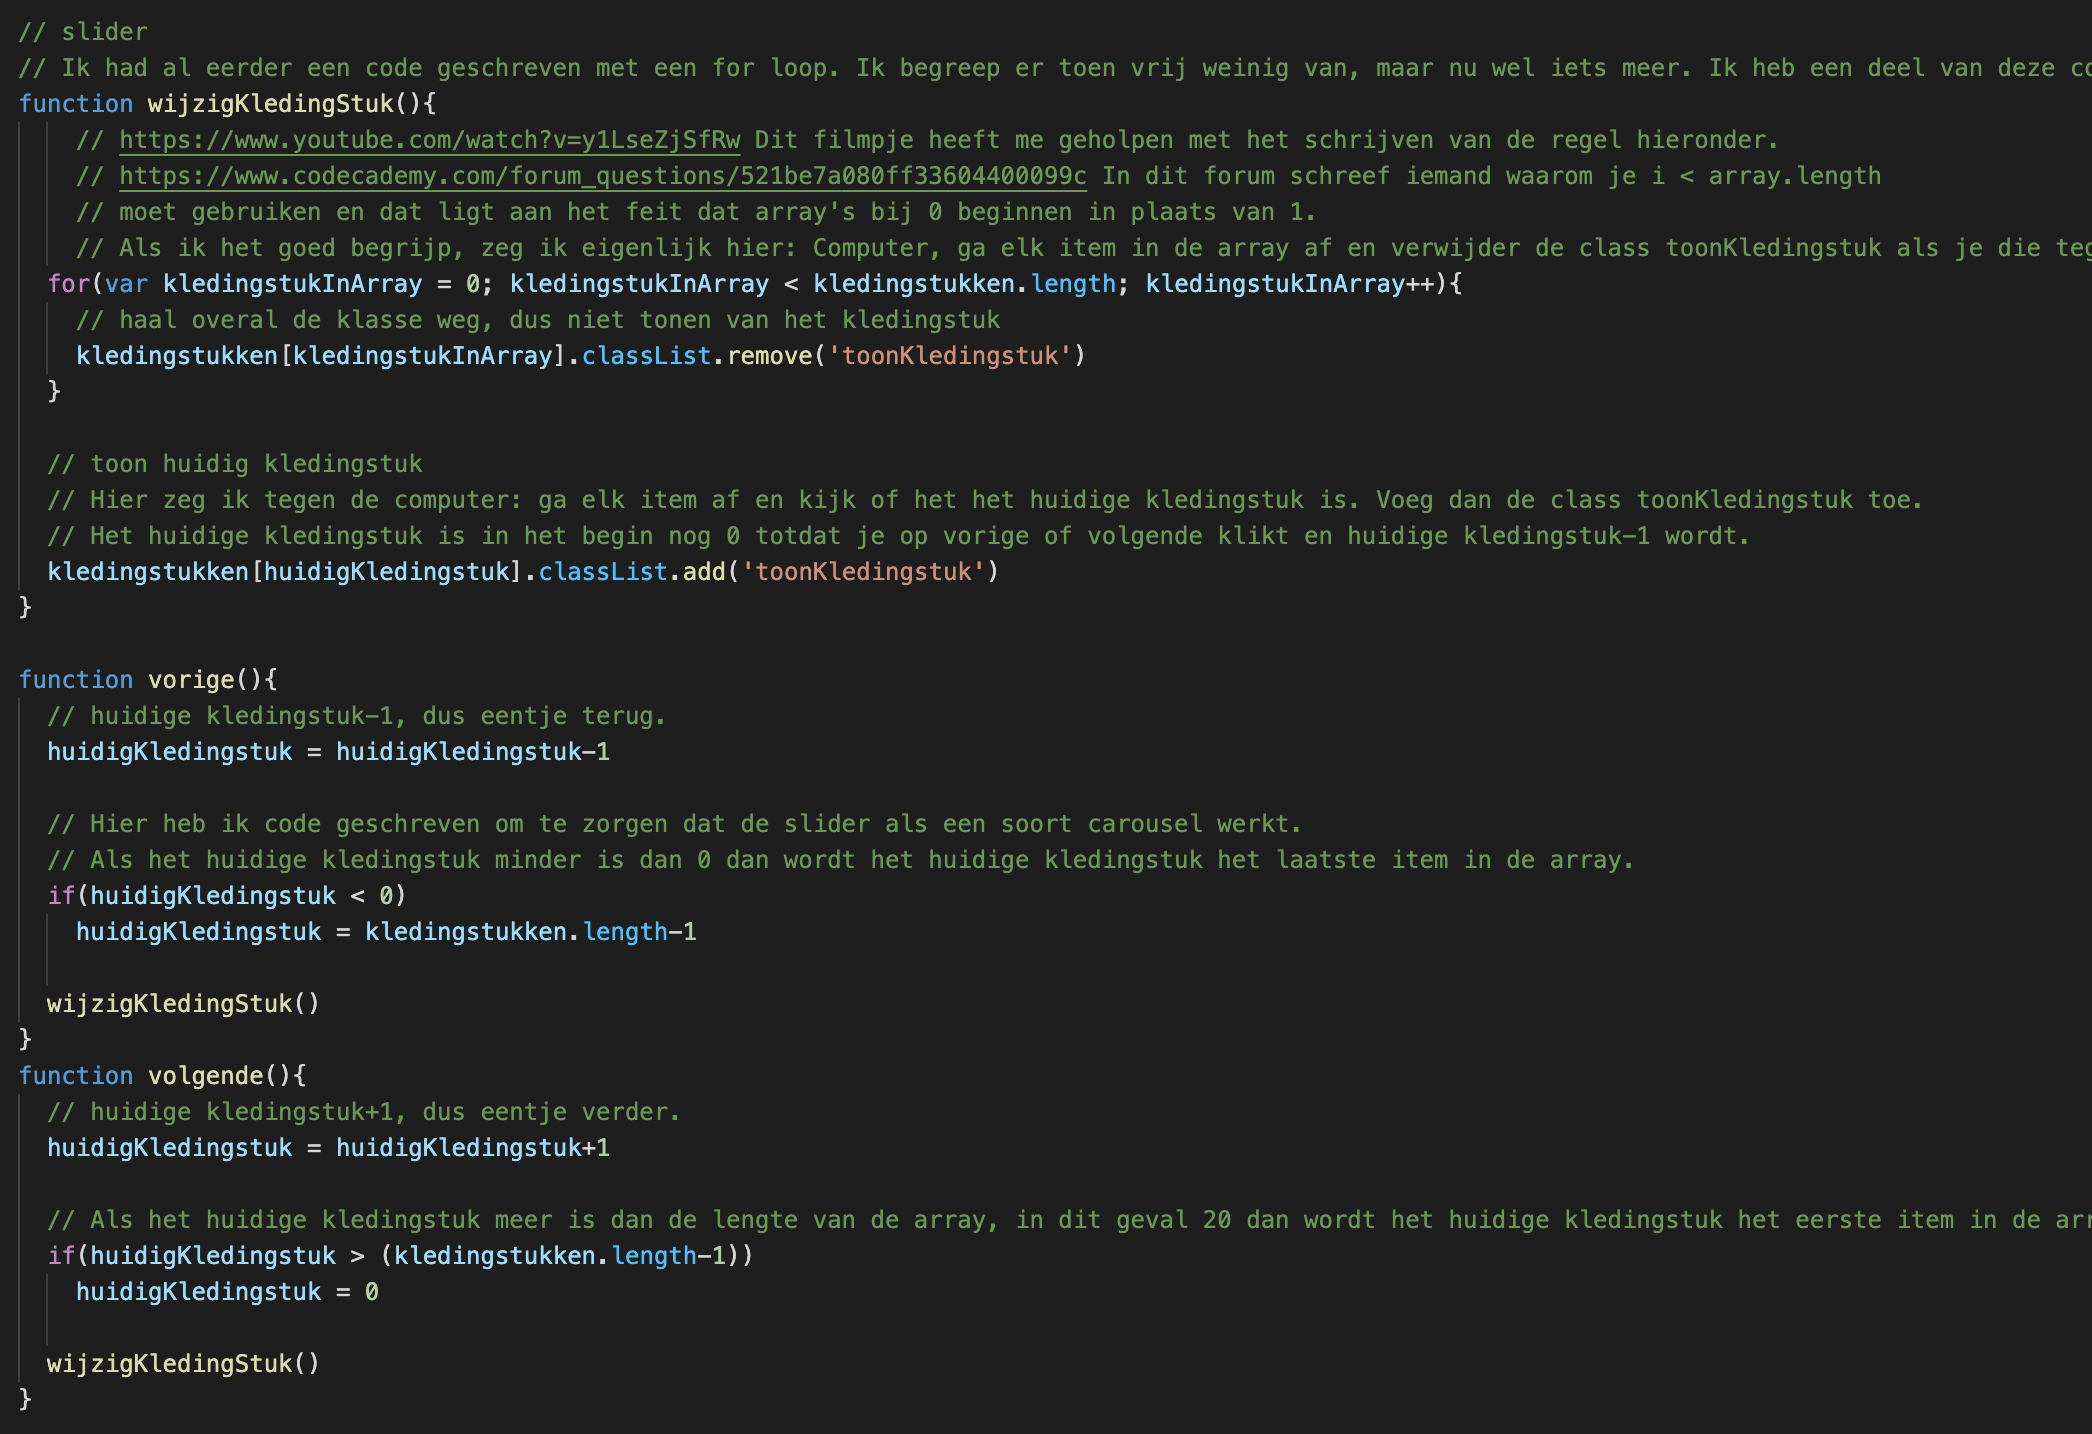 // slider
// Ik had al eerder een code geschreven met een for loop. Ik begreep er toen vrij weinig van, maar nu wel iets meer. Ik heb een deel van deze
function wijzigKledingStuk(){
// https://www.youtube.com/watch?v=y1LseZjSfRw Dit filmpje heeft me geholpen met het schrijven van de regel hieronder.
// https://www.codecademy.com/forum_questions/521be7a080ff33604400099c In dit forum schreef iemand waarom je i < array.length
// moet gebruiken en dat ligt aan het feit dat array's bij 0 beginnen in plaats van 1.
// Als ik het goed begrijp, zeg ik eigenlijk hier: Computer, ga elk item in de array af en verwijder de class toonKledingstuk als je die
for(var kledingstukInArray = 0; kledingstukInArray < kledingstukken.length; kledingstukInArray++){
// haal overal de klasse weg, dus niet tonen van het kledingstuk
kledingstukken[kledingstukInArray].classList.remove('toonKledingstuk')
}
// toon huidig kledingstuk
// Hier zeg ik tegen de computer: ga elk item af en kijk of het het huidige kledingstuk is. Voeg dan de class toonKledingstuk toe.
// Het huidige kledingstuk is in het begin nog 0 totdat je op vorige of volgende klikt en huidige kledingstuk-1 wordt.
kledingstukken[huidigKledingstuk].classList.add('toonKledingstuk')
}
function vorige(){
// huidige kledingstuk-1, dus eentje terug.
huidigKledingstuk = huidigKledingstuk-1
// Hier heb ik code geschreven om te zorgen dat de slider als een soort carousel werkt.
// Als het huidige kledingstuk minder is dan 0 dan wordt het huidige kledingstuk het laatste item in de array.
if(huidigKledingstuk < 0)
huidigKledingstuk = kledingstukken.length-1
wijzigKledingStuk()
}
function volgende(){
// huidige kledingstuk+1, dus eentje verder.
huidigKledingstuk = huidigKledingstuk+1
// Als het huidige kledingstuk meer is dan de lengte van de array, in dit geval 20 dan wordt het huidige kledingstuk het eerste item in de
if(huidigKledingstuk > (kledingstukken.length-1))
huidigKledingstuk = 0
wijzigKledingStuk()
}